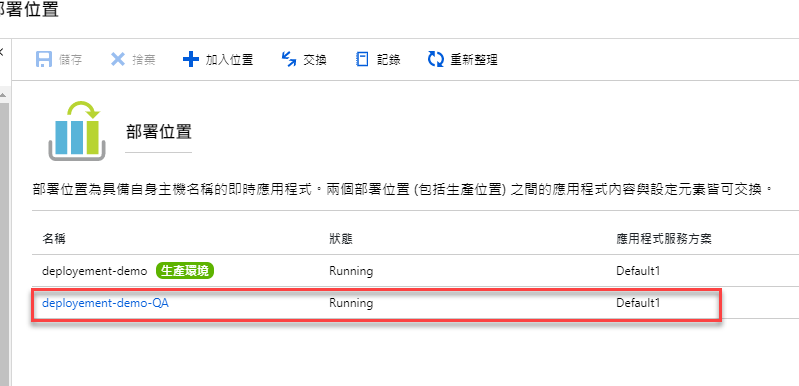 部署位置
儲存 捨棄 加入位置 交換 記錄 重新整理
部署位置
部署位置為具備自身主機名稱的即時應用程式。兩個部署位置 (包括生產位置) 之間的應用程式內容與設定元素皆可交換。
名稱 狀態 應用程式服務方案
deployement-demo 生產環境 Running Default1
deployement-demo-QA Running Default1